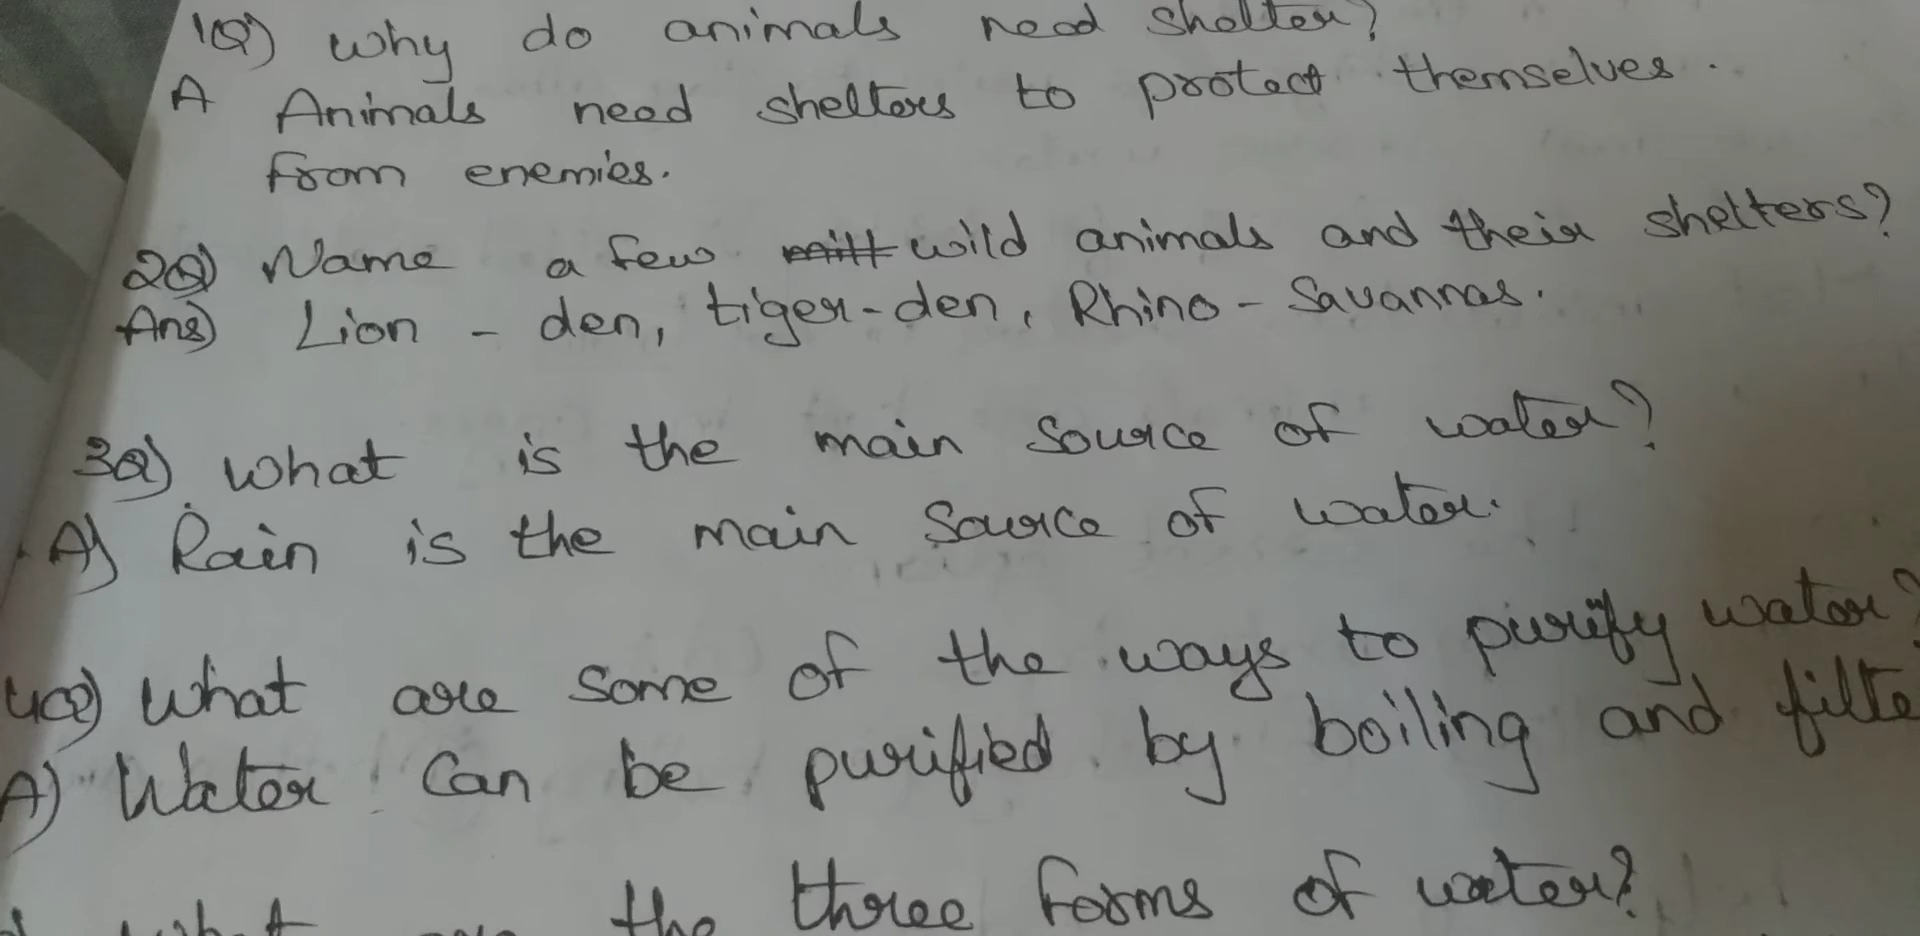 1Q) Why do animals need shelter?
A Animals need shelters to protect themselves.
from enemies.
2Q) Name a few wild animals and their shelters?
Ans) Lion - den, tiger-den, Rhino - Savannas.
3Q) What is the main source of water?
A) Rain is the main source of water.
4Q) What are some of the ways to purify water?
A) Water can be purified by boiling and filte
What are the three forms of water?